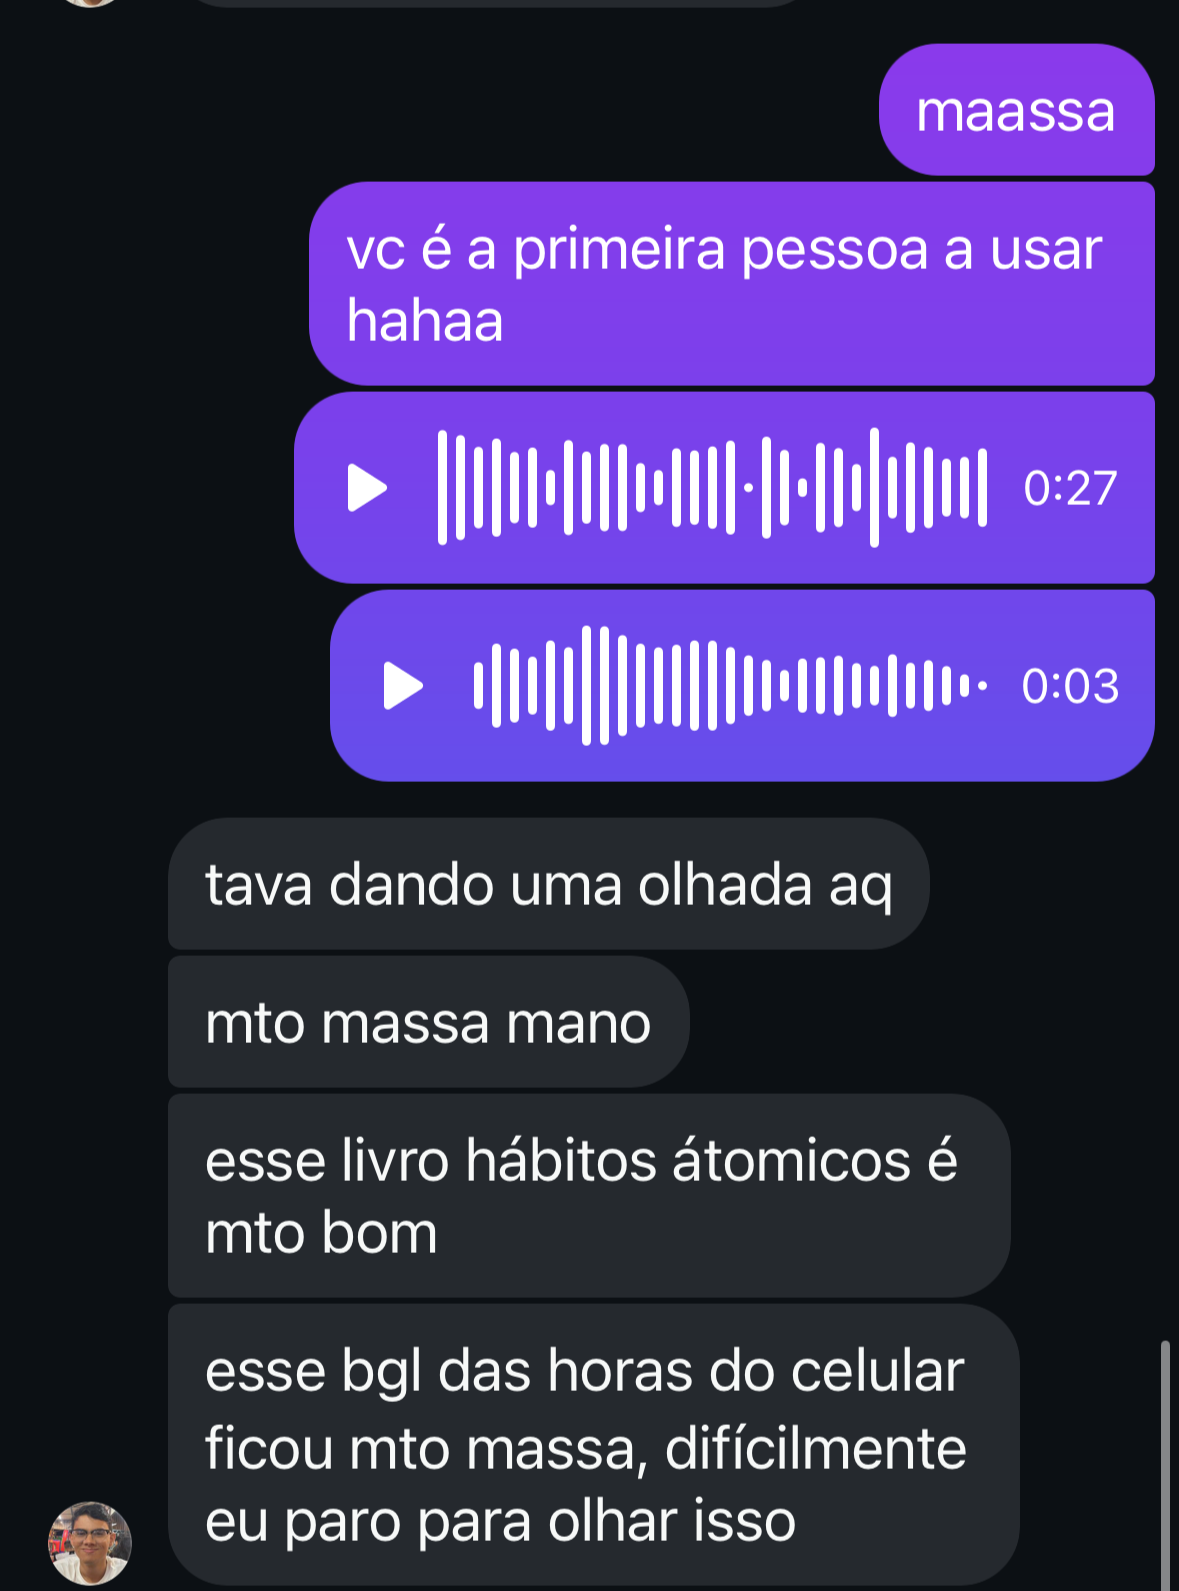 maassa
vc é a primeira pessoa a usar
hahaa
0:27
0:03
tava dando uma olhada aq
mto massa mano
esse livro hábitos átomicos é
mto bom
esse bgl das horas do celular
ficou mto massa, difícilmente
eu paro para olhar isso